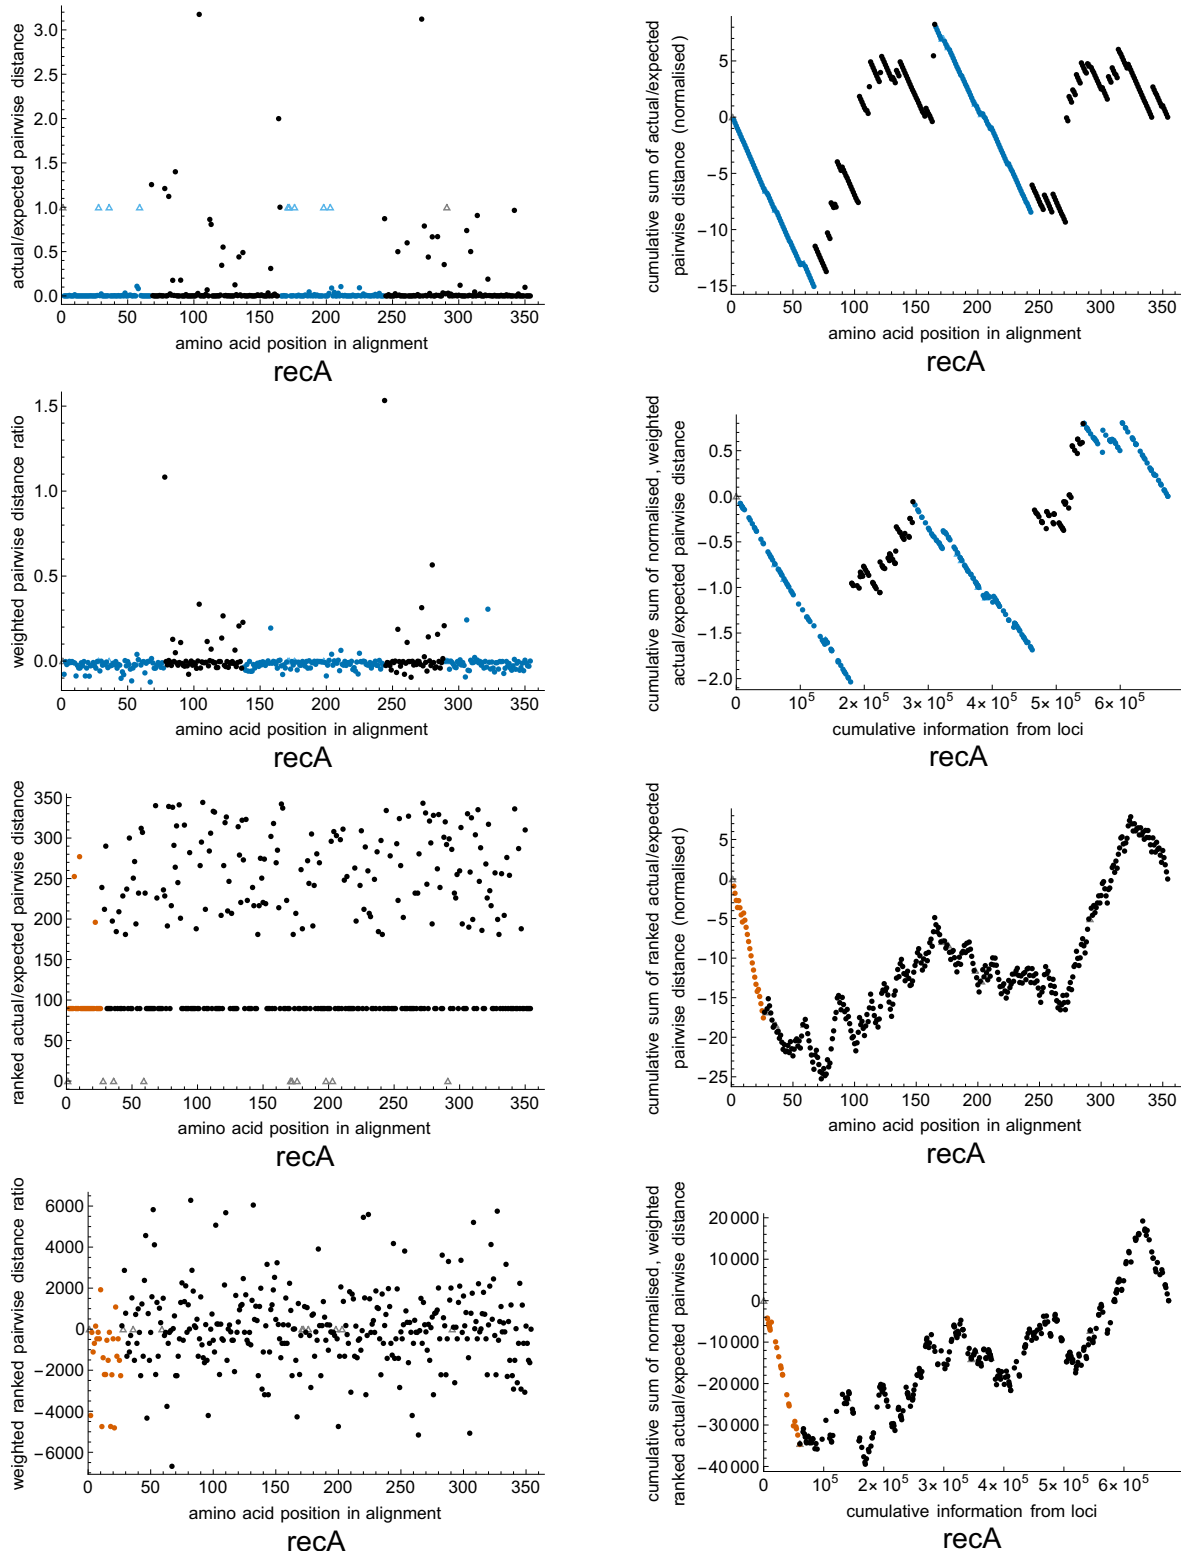 actual/expected pairwise distance
3.0
2.5
2.0
1.5
1.0
0.5
0.0
0 50 100 150 200 250 300 350
amino acid position in alignment
recA
cumulative sum of actual/expected
pairwise distance (normalised)
5
0
−5
−10
−15
0 50 100 150 200 250 300 350
amino acid position in alignment
recA
weighted pairwise distance ratio
1.5
1.0
0.5
0.0
0 50 100 150 200 250 300 350
amino acid position in alignment
recA
cumulative sum of normalised, weighted
actual/expected pairwise distance
0.5
0.0
−0.5
−1.0
−1.5
−2.0
0 10⁵ 2×10⁵ 3×10⁵ 4×10⁵ 5×10⁵ 6×10⁵
cumulative information from loci
recA
ranked actual/expected pairwise distance
350
300
250
200
150
100
50
0
0 50 100 150 200 250 300 350
amino acid position in alignment
recA
cumulative sum of ranked actual/expected
pairwise distance (normalised)
5
0
−5
−10
−15
−20
−25
0 50 100 150 200 250 300 350
amino acid position in alignment
recA
weighted ranked pairwise distance ratio
6000
4000
2000
0
−2000
−4000
−6000
0 50 100 150 200 250 300 350
amino acid position in alignment
recA
cumulative sum of normalised, weighted
ranked actual/expected pairwise distance
20000
10000
0
−10000
−20000
−30000
−40000
0 10⁵ 2×10⁵ 3×10⁵ 4×10⁵ 5×10⁵ 6×10⁵
cumulative information from loci
recA